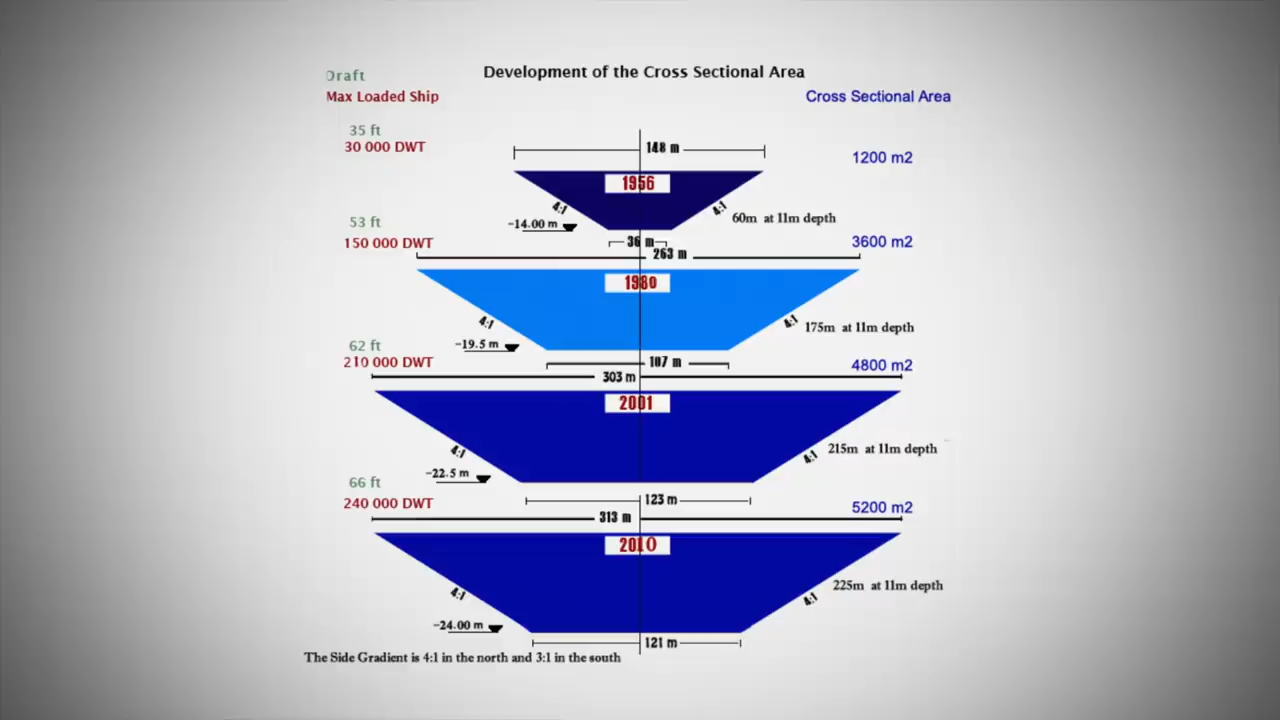 Development of the Cross Sectional Area
Draft
Max Loaded Ship
Cross Sectional Area
35 ft
30 000 DWT
148 m
1200 m2
1956
4:1
4:1
60m at 11m depth
-14.00 m
36 m
53 ft
150 000 DWT
3600 m2
263 m
1980
4:1
4:1
175m at 11m depth
-19.5 m
107 m
62 ft
210 000 DWT
4800 m2
303 m
2001
4:1
4:1
215m at 11m depth
-22.5 m
123 m
66 ft
240 000 DWT
5200 m2
313 m
2010
4:1
4:1
225m at 11m depth
-24.00 m
121 m
The Side Gradient is 4:1 in the north and 3:1 in the south